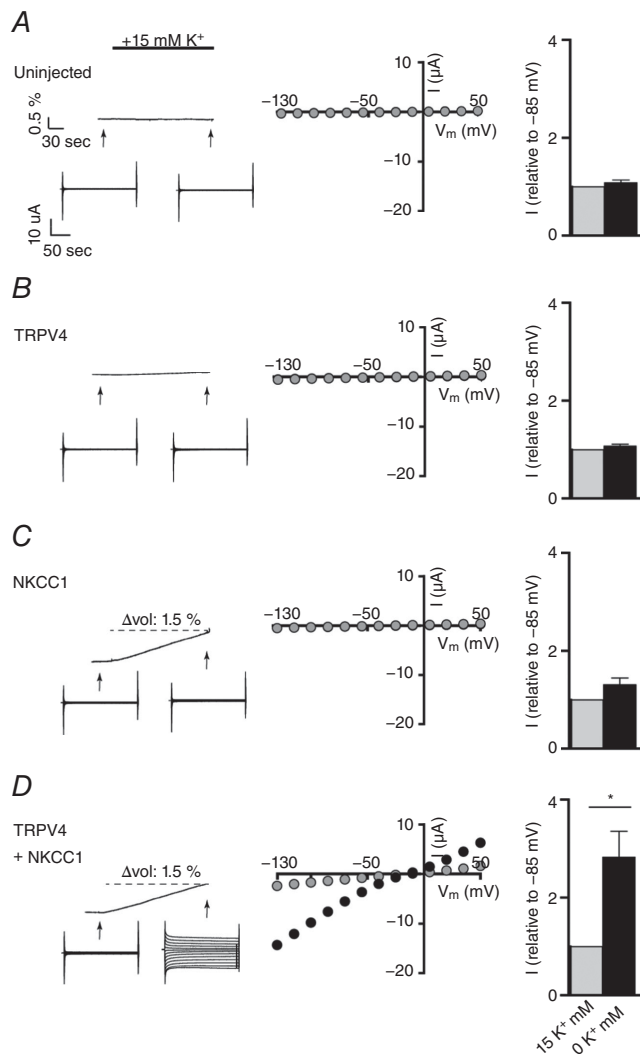 A
+15 mM K⁺
Uninjected
0.5 %
30 sec
10 uA
50 sec
10
I (µA)
−130
−50
50
Vm (mV)
−10
−20
4
2
0
I (relative to −85 mV)
B
TRPV4
10
I (µA)
−130
−50
50
Vm (mV)
−10
−20
4
2
0
I (relative to −85 mV)
C
NKCC1
Δvol: 1.5 %
10
I (µA)
−130
−50
50
Vm (mV)
−10
−20
4
2
0
I (relative to −85 mV)
D
TRPV4
+ NKCC1
Δvol: 1.5 %
10
I (µA)
−130
−50
50
Vm (mV)
−10
−20
4
2
0
I (relative to −85 mV)
*
15 K⁺ mM
0 K⁺ mM